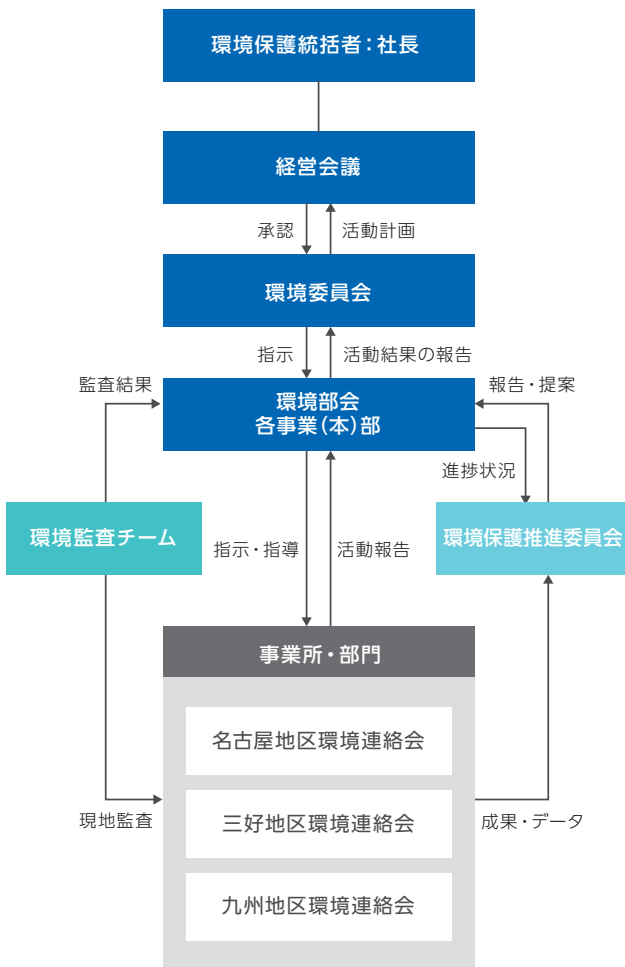 環境保護統括者：社長
経営会議
承認
活動計画
環境委員会
指示
活動結果の報告
監査結果
環境部会
各事業（本）部
報告・提案
進捗状況
環境監査チーム
指示・指導
活動報告
環境保護推進委員会
事業所・部門
名古屋地区環境連絡会
三好地区環境連絡会
九州地区環境連絡会
現地監査
成果・データ